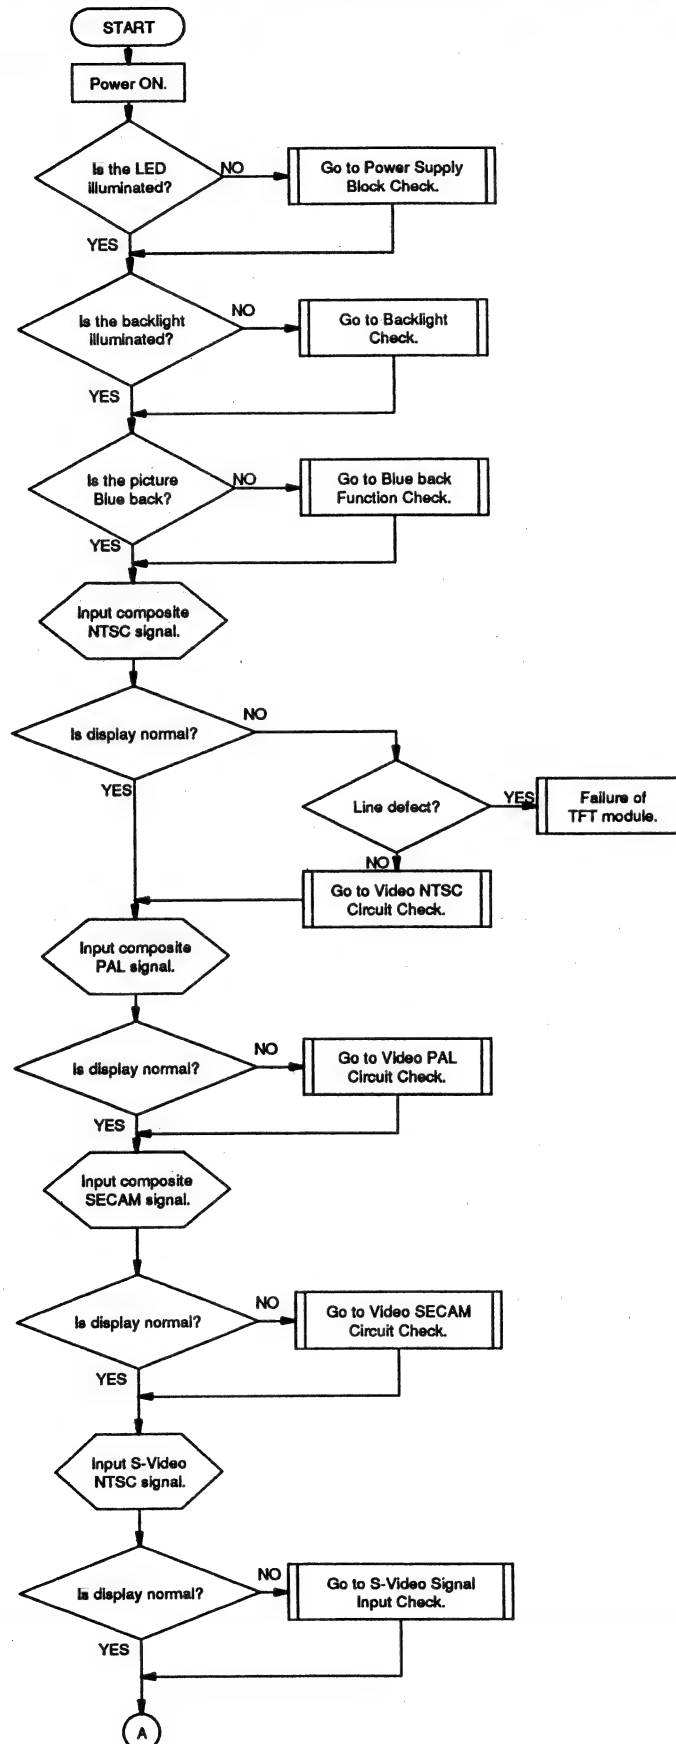 START
Power ON.
Is the LED
illuminated?
NO
Go to Power Supply
Block Check.
YES
Is the backlight
illuminated?
NO
Go to Backlight
Check.
YES
Is the picture
Blue back?
NO
Go to Blue back
Function Check.
YES
Input composite
NTSC signal.
Is display normal?
NO
YES
Line defect?
YES
Failure of
TFT module.
NO
Go to Video NTSC
Circuit Check.
Input composite
PAL signal.
Is display normal?
NO
Go to Video PAL
Circuit Check.
YES
Input composite
SECAM signal.
Is display normal?
NO
Go to Video SECAM
Circuit Check.
YES
Input S-Video
NTSC signal.
Is display normal?
NO
Go to S-Video Signal
Input Check.
YES
A